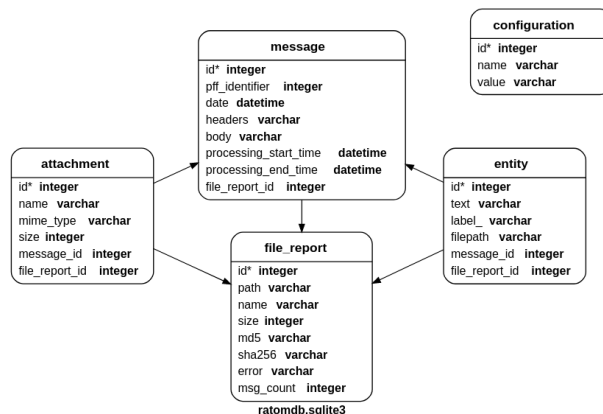 message
id* integer
pff_identifier integer
date datetime
headers varchar
body varchar
processing_start_time datetime
processing_end_time datetime
file_report_id integer
configuration
id* integer
name varchar
value varchar
attachment
id* integer
name varchar
mime_type varchar
size integer
message_id integer
file_report_id integer
entity
id* integer
text varchar
label_ varchar
filepath varchar
message_id integer
file_report_id integer
file_report
id* integer
path varchar
name varchar
size integer
md5 varchar
sha256 varchar
error varchar
msg_count integer
ratomdb.sqlite3